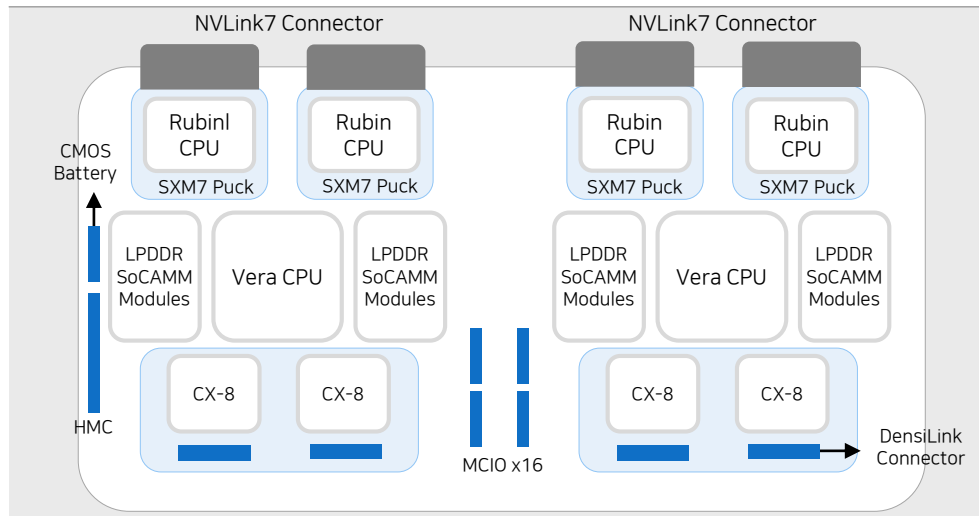 NVLink7 Connector
NVLink7 Connector
Rubinl
CPU
SXM7 Puck
Rubin
CPU
SXM7 Puck
Rubin
CPU
SXM7 Puck
Rubin
CPU
SXM7 Puck
CMOS
Battery
LPDDR
SoCAMM
Modules
Vera CPU
LPDDR
SoCAMM
Modules
LPDDR
SoCAMM
Modules
Vera CPU
LPDDR
SoCAMM
Modules
HMC
CX-8
CX-8
MCIO x16
CX-8
CX-8
DensiLink
Connector